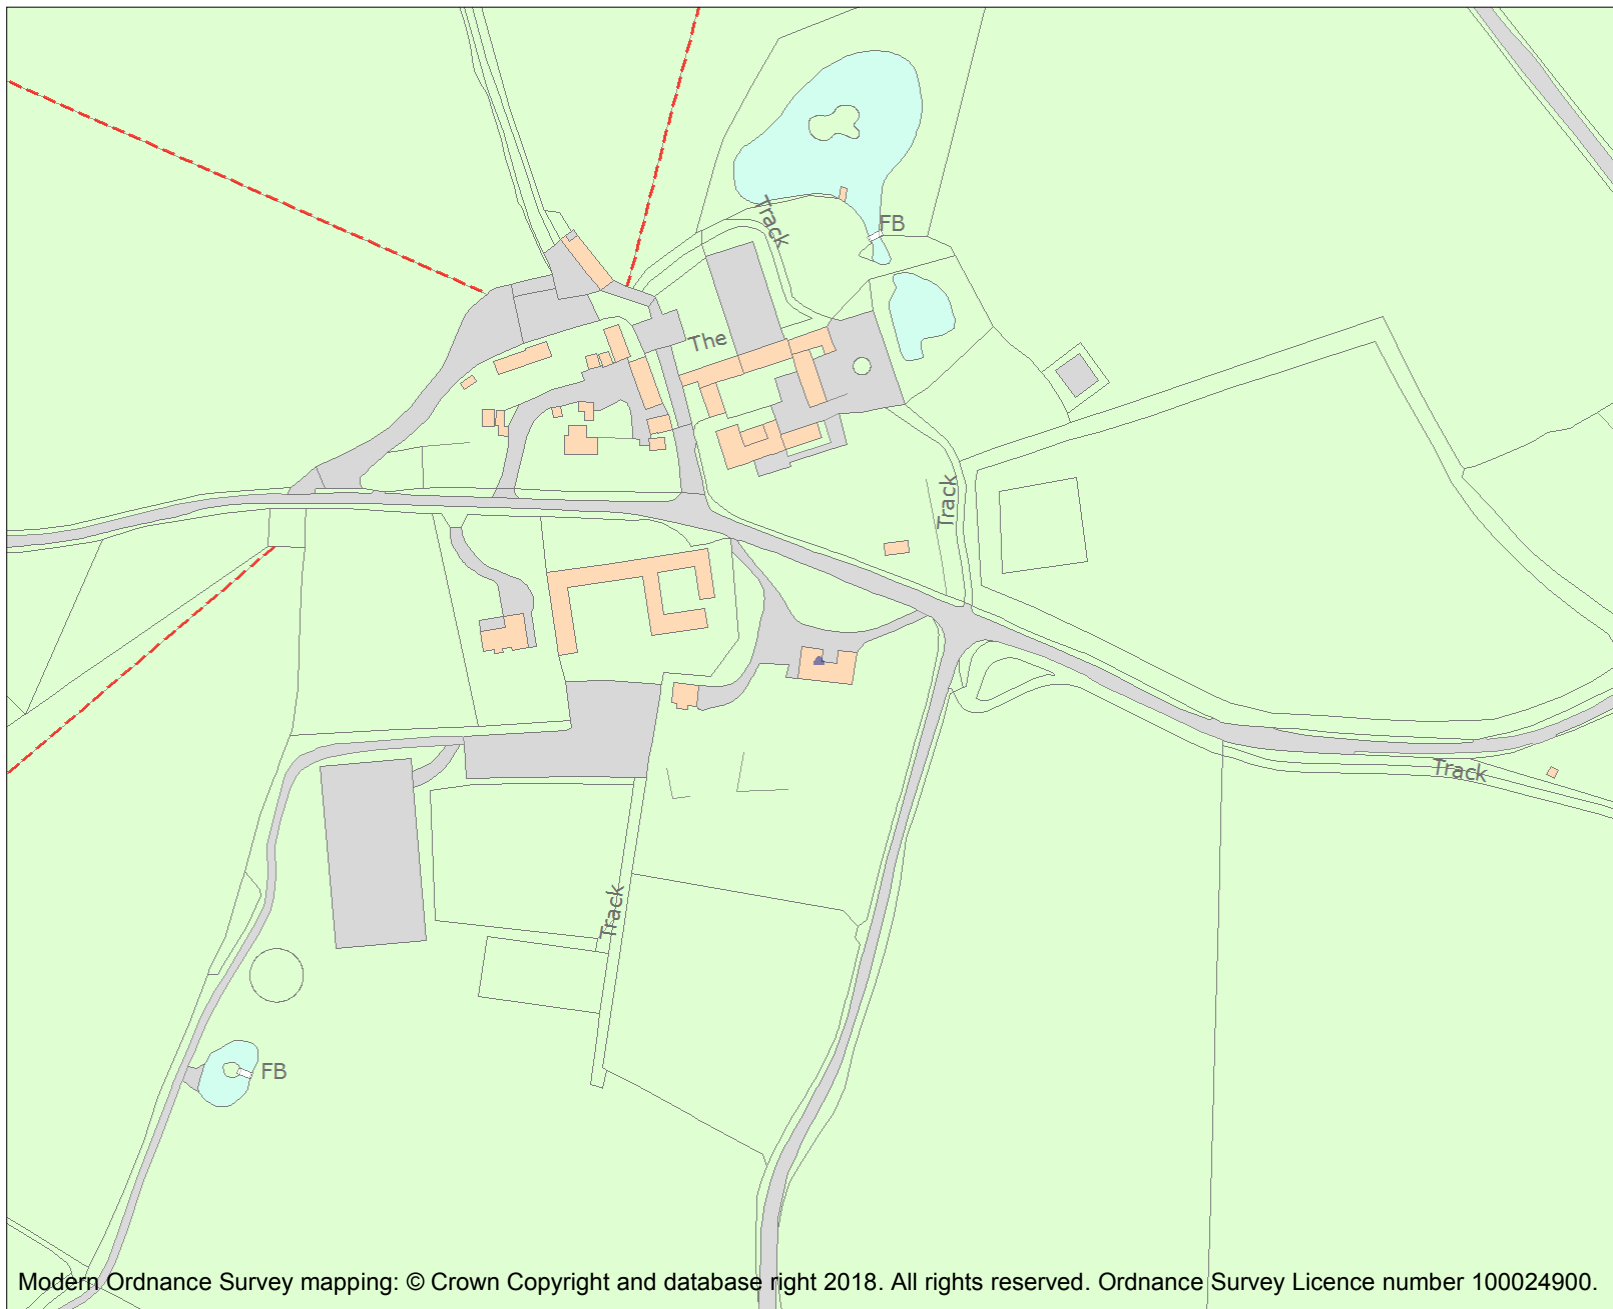 Track
FB
The
Track
Track
Track
FB
Modern Ordnance Survey mapping: © Crown Copyright and database right 2018. All rights reserved. Ordnance Survey Licence number 100024900.